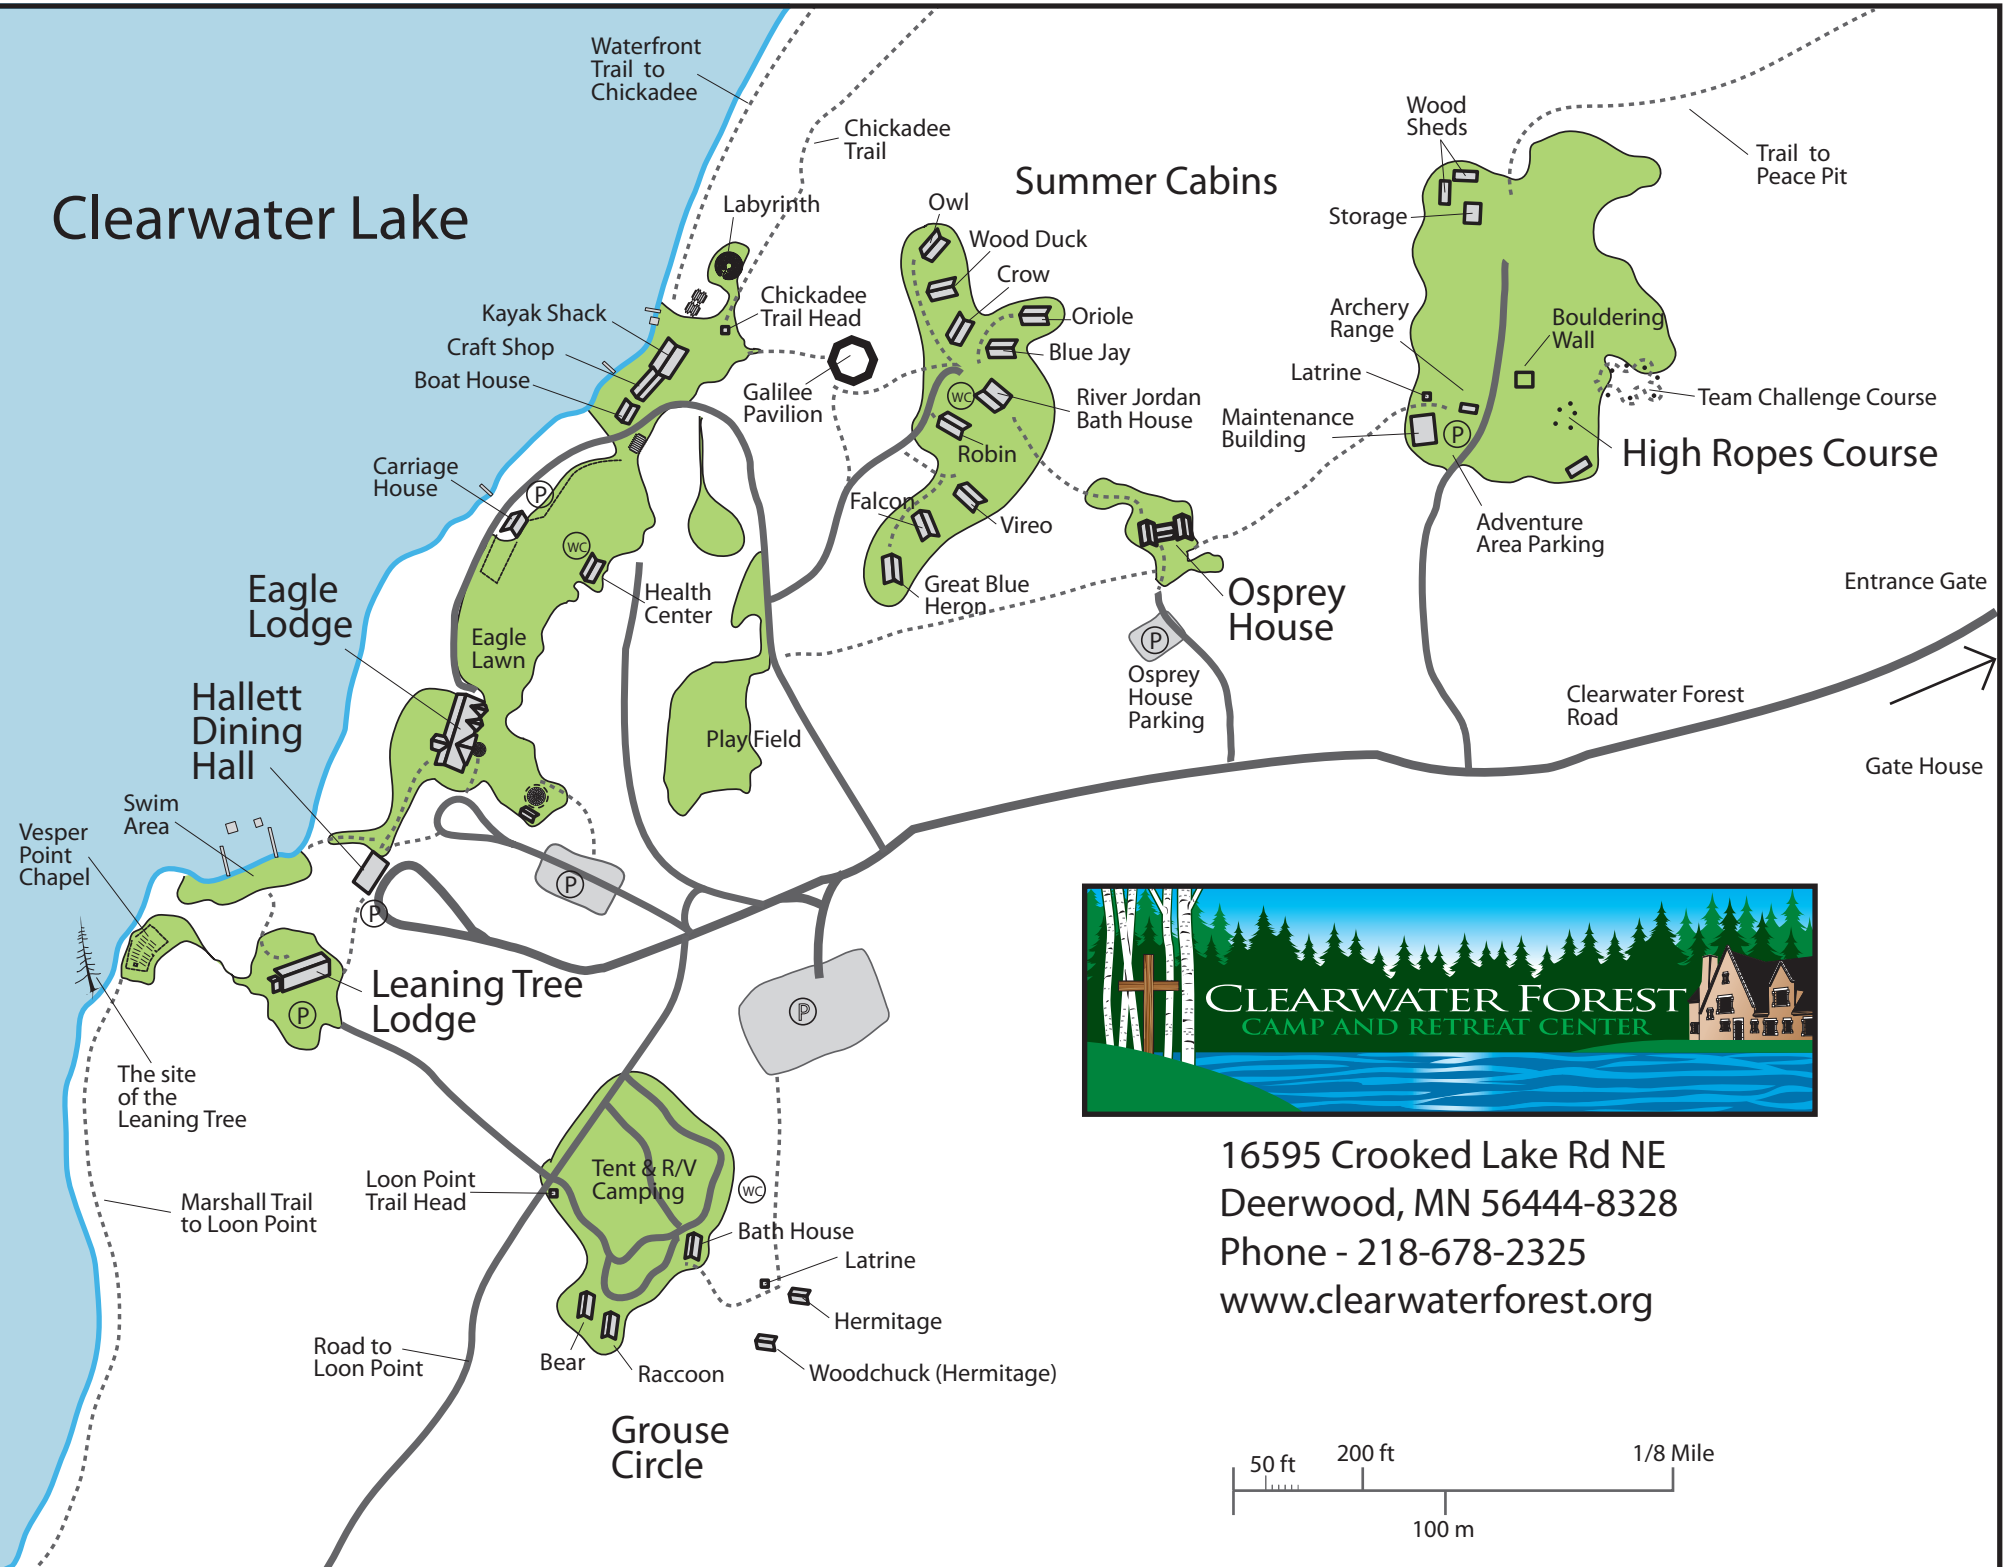 Waterfront
Trail to
Chickadee
Chickadee
Trail
Clearwater Lake
Labyrinth
Summer Cabins
Owl
Wood Duck
Crow
Oriole
Blue Jay
Wood
Sheds
Storage
Trail to
Peace Pit
Kayak Shack
Craft Shop
Boat House
Chickadee
Trail Head
Galilee
Pavilion
WC
River Jordan
Bath House
Robin
Falcon
Vireo
Great Blue
Heron
Archery
Range
Bouldering
Wall
Latrine
Maintenance
Building
P
Team Challenge Course
High Ropes Course
Adventure
Area Parking
Carriage
House
P
WC
Health
Center
Eagle
Lodge
Eagle
Lawn
Osprey
House
P
Osprey
House
Parking
Entrance Gate
Clearwater Forest
Road
Gate House
Hallett
Dining
Hall
Play Field
Swim
Area
Vesper
Point
Chapel
P
P
Leaning Tree
Lodge
P
P
The site
of the
Leaning Tree
Marshall Trail
to Loon Point
Loon Point
Trail Head
Tent & R/V
Camping
WC
Bath House
Latrine
Hermitage
Woodchuck (Hermitage)
Road to
Loon Point
Bear
Raccoon
Grouse
Circle
CLEARWATER FOREST
CAMP AND RETREAT CENTER
16595 Crooked Lake Rd NE
Deerwood, MN 56444-8328
Phone - 218-678-2325
www.clearwaterforest.org
50 ft
200 ft
1/8 Mile
100 m